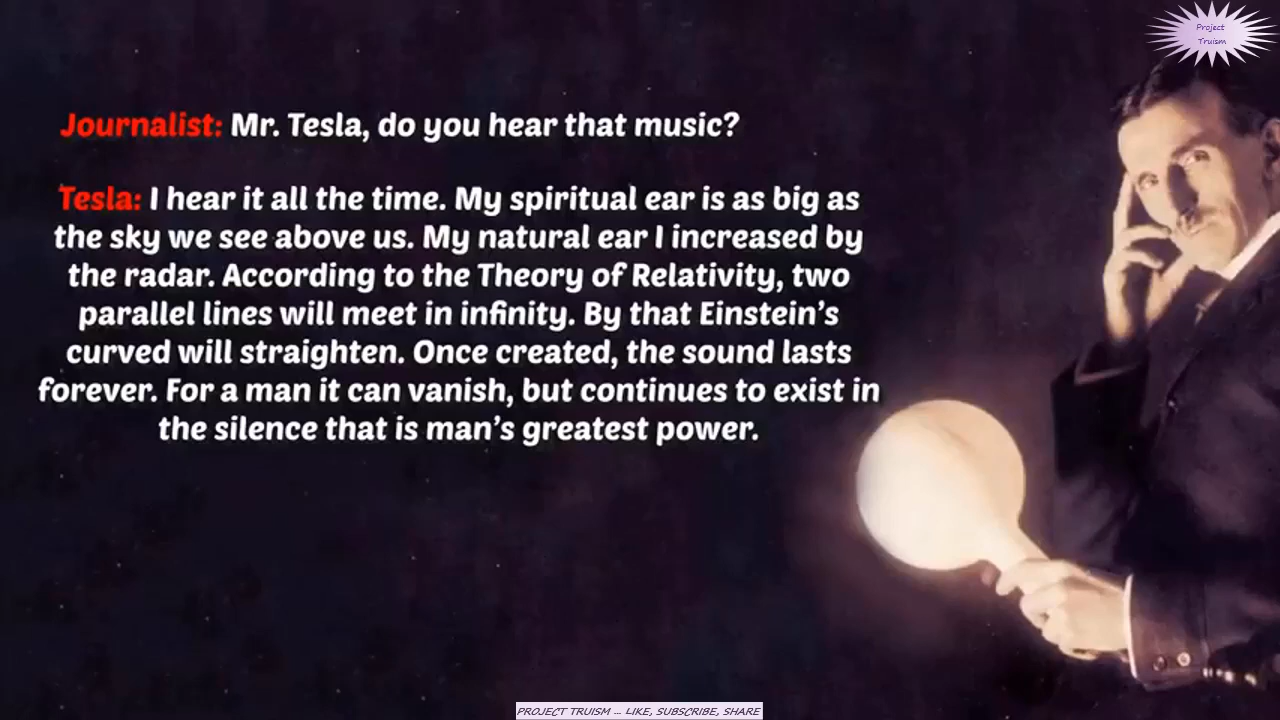 Project
Truism
Journalist: Mr. Tesla, do you hear that music?
Tesla: I hear it all the time. My spiritual ear is as big as
the sky we see above us. My natural ear I increased by
the radar. According to the Theory of Relativity, two
parallel lines will meet in infinity. By that Einstein’s
curved will straighten. Once created, the sound lasts
forever. For a man it can vanish, but continues to exist in
the silence that is man’s greatest power.
PROJECT TRUISM ... LIKE, SUBSCRIBE, SHARE